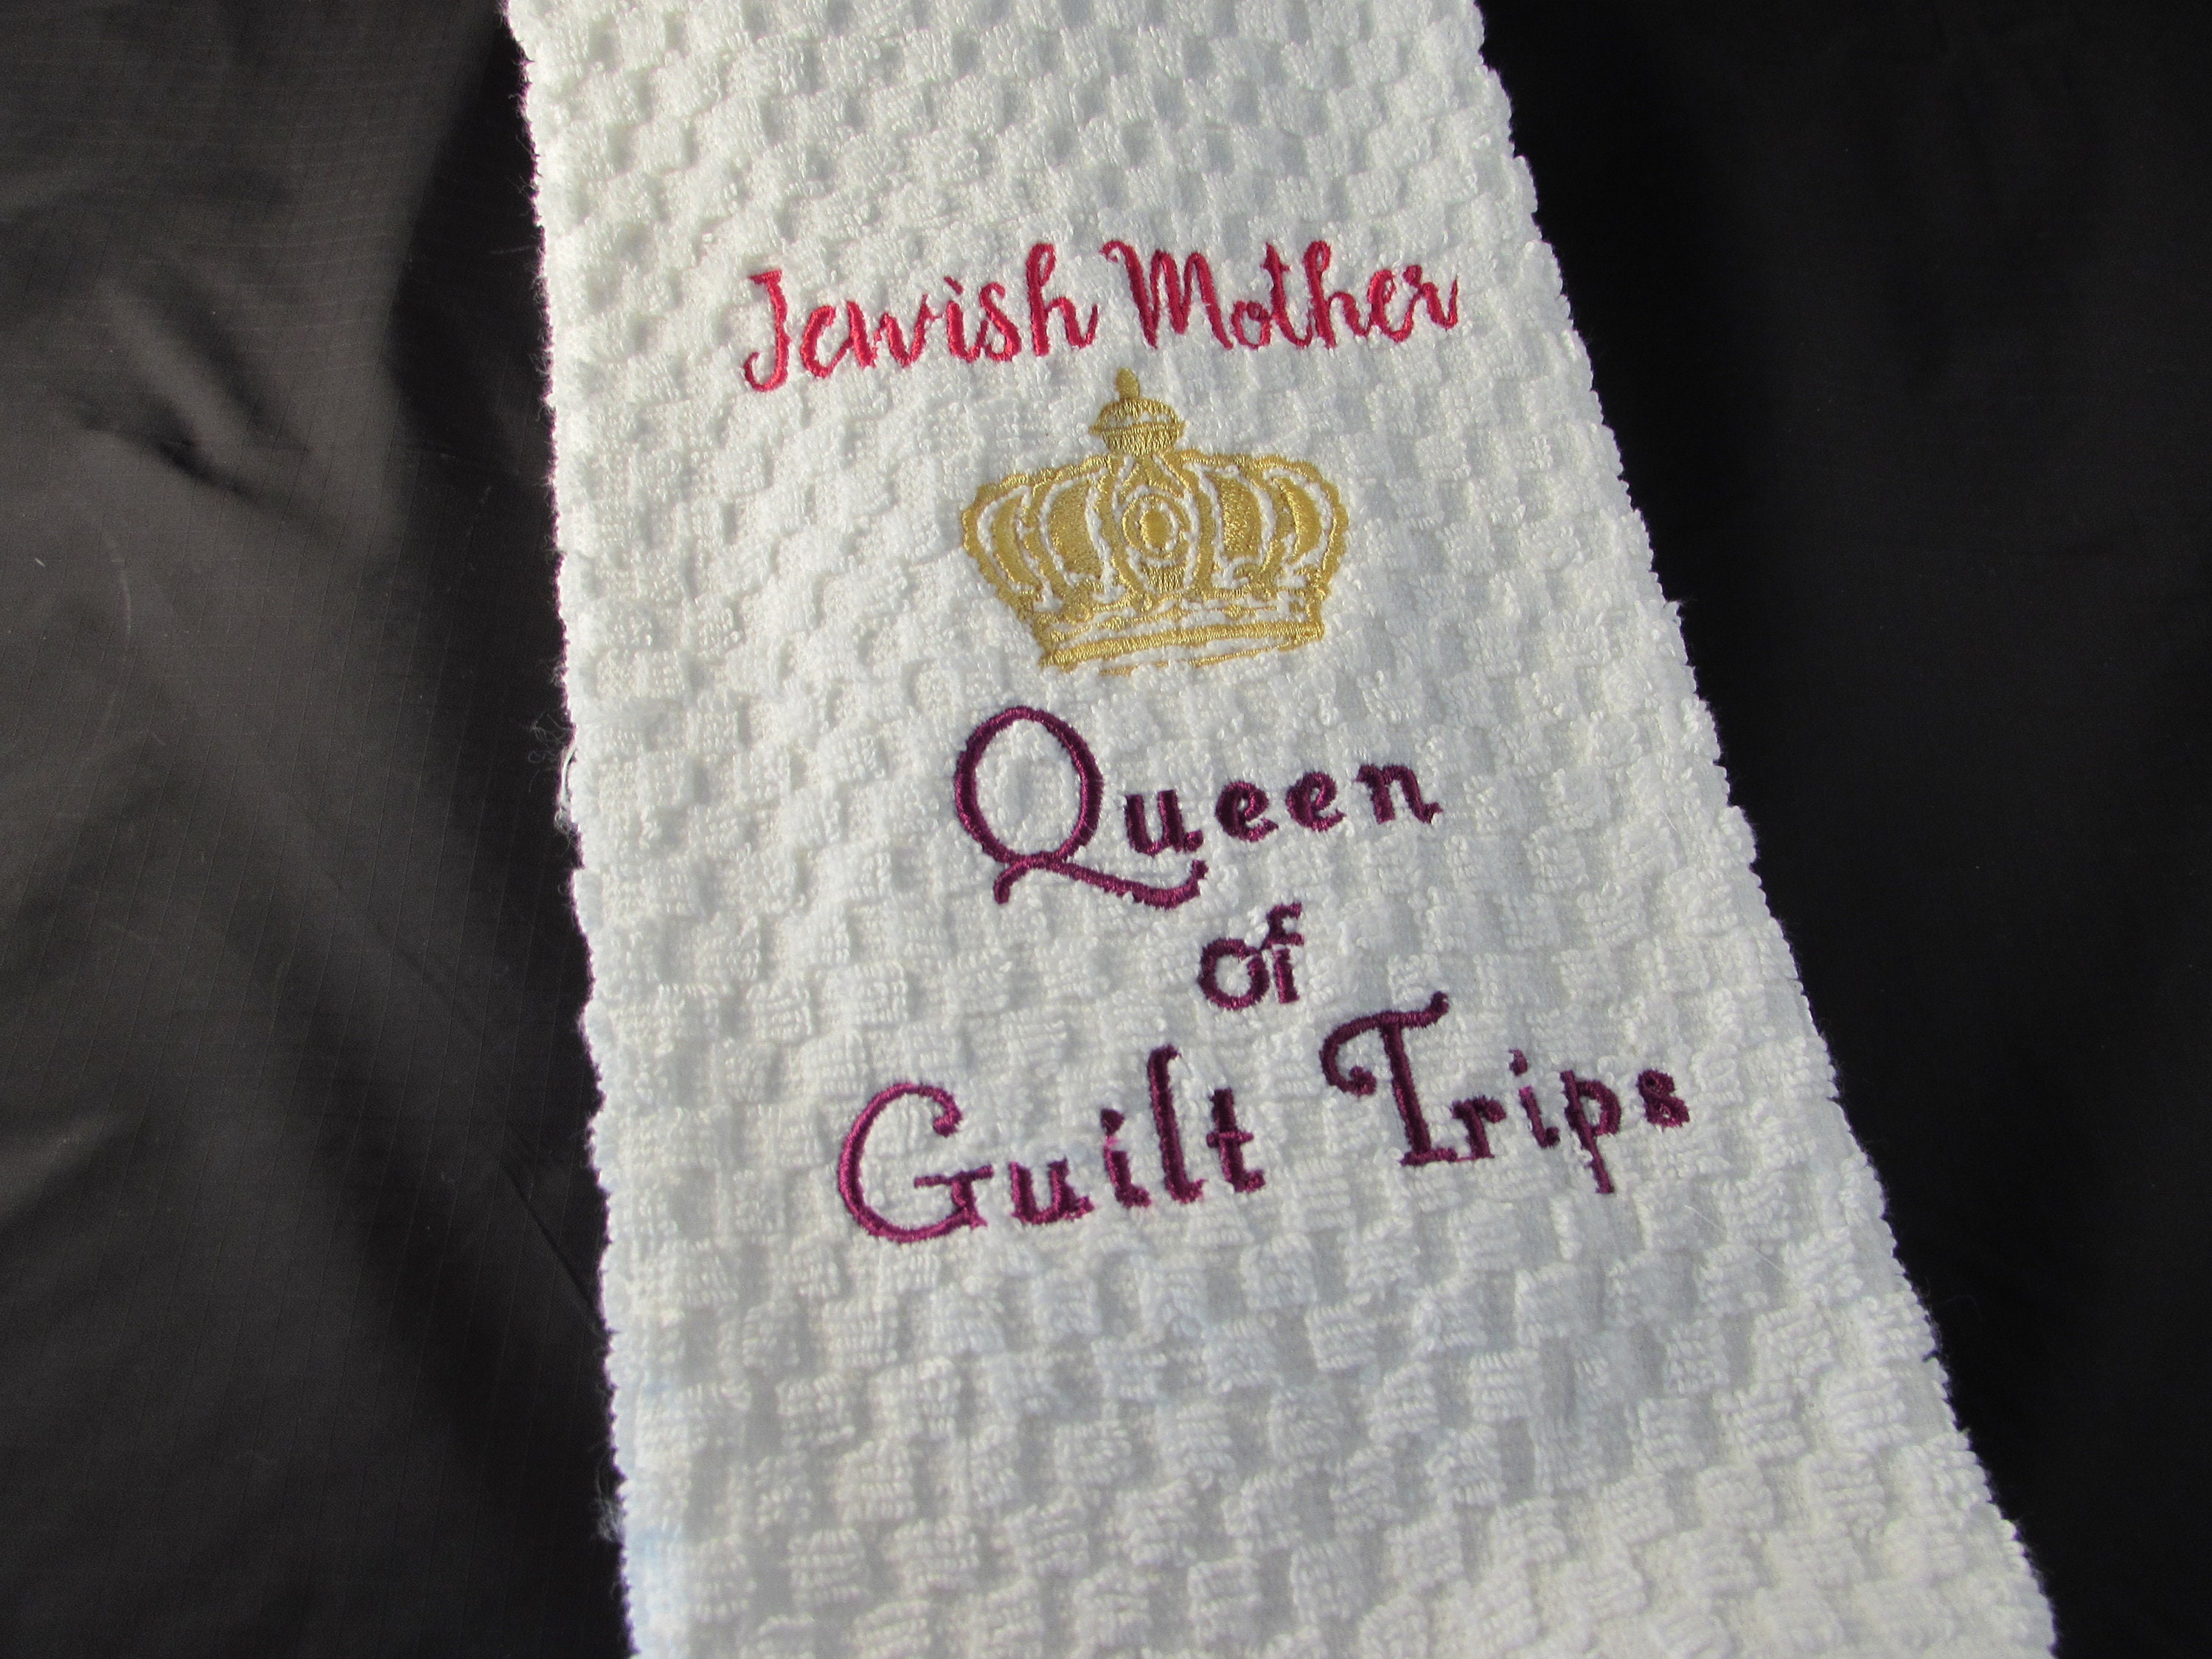 Jewish Mother
Queen
of
Guilt Trips